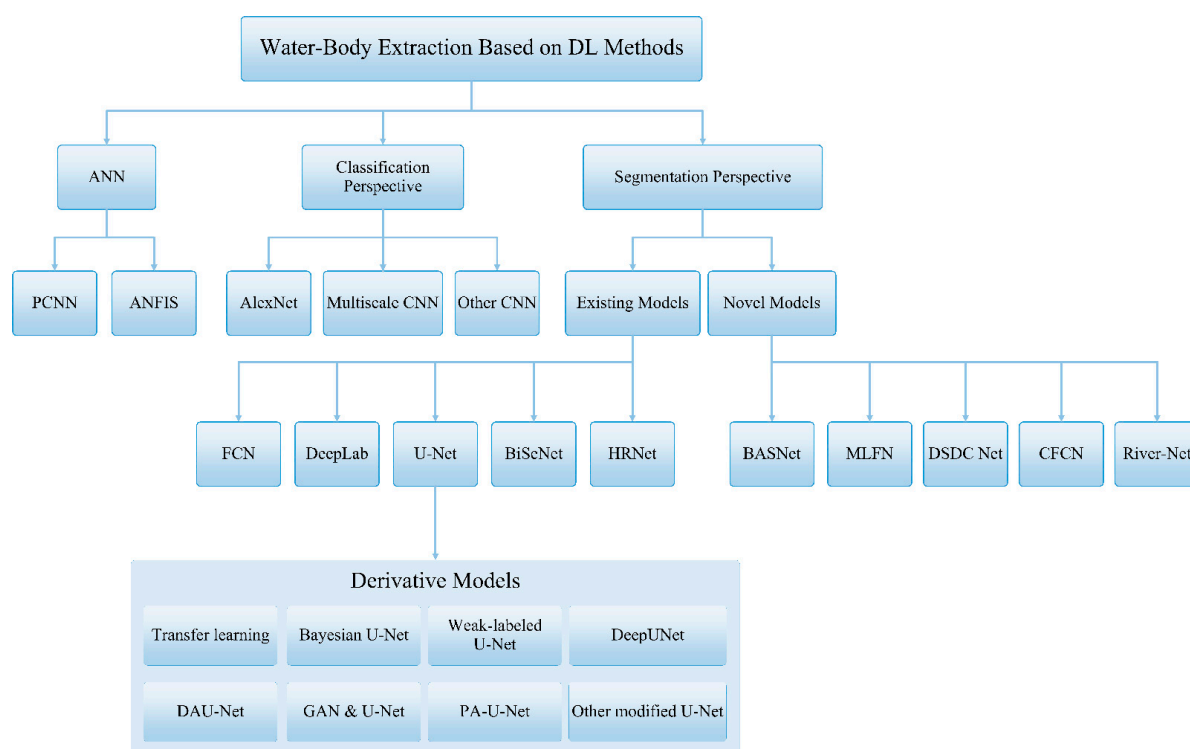 Water-Body Extraction Based on DL Methods
ANN
Classification
Perspective
Segmentation Perspective
PCNN
ANFIS
AlexNet
Multiscale CNN
Other CNN
Existing Models
Novel Models
FCN
DeepLab
U-Net
BiSeNet
HRNet
BASNet
MLFN
DSDC Net
CFCN
River-Net
Derivative Models
Transfer learning
Bayesian U-Net
Weak-labeled
U-Net
DeepUNet
DAU-Net
GAN & U-Net
PA-U-Net
Other modified U-Net